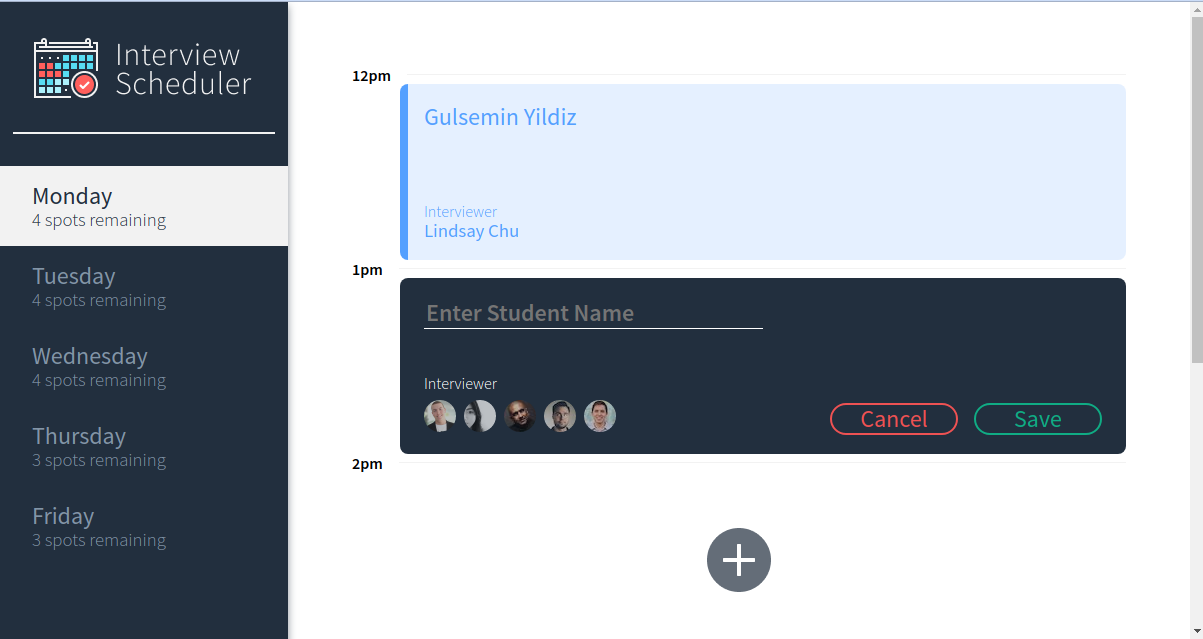 Interview
Scheduler
Monday
4 spots remaining
Tuesday
4 spots remaining
Wednesday
4 spots remaining
Thursday
3 spots remaining
Friday
3 spots remaining
12pm
Gulsemin Yildiz
Interviewer
Lindsay Chu
1pm
Enter Student Name
Interviewer
Cancel
Save
2pm